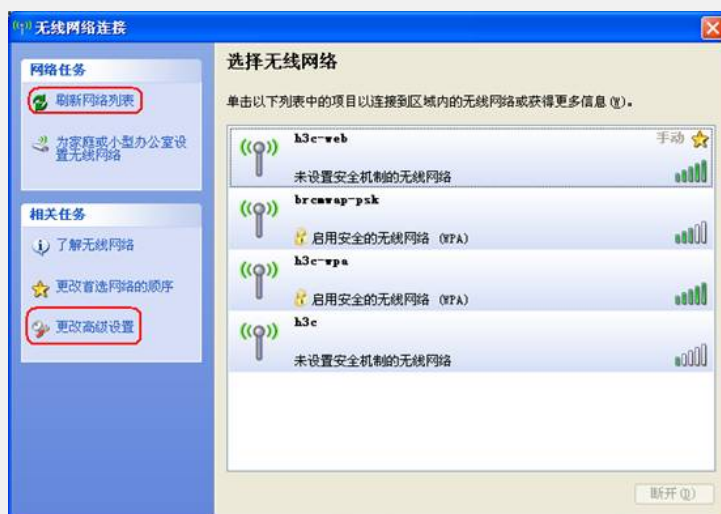 无线网络连接
网络任务
刷新网络列表
为家庭或小型办公室设
置无线网络
相关任务
了解无线网络
更改首选网络的顺序
更改高级设置
选择无线网络
单击以下列表中的项目以连接到区域内的无线网络或获得更多信息(W)。
h3c-web
手动
未设置安全机制的无线网络
brcmwap-psk
启用安全的无线网络 (WPA)
h3c-wpa
启用安全的无线网络 (WPA)
h3c
未设置安全机制的无线网络
断开(D)